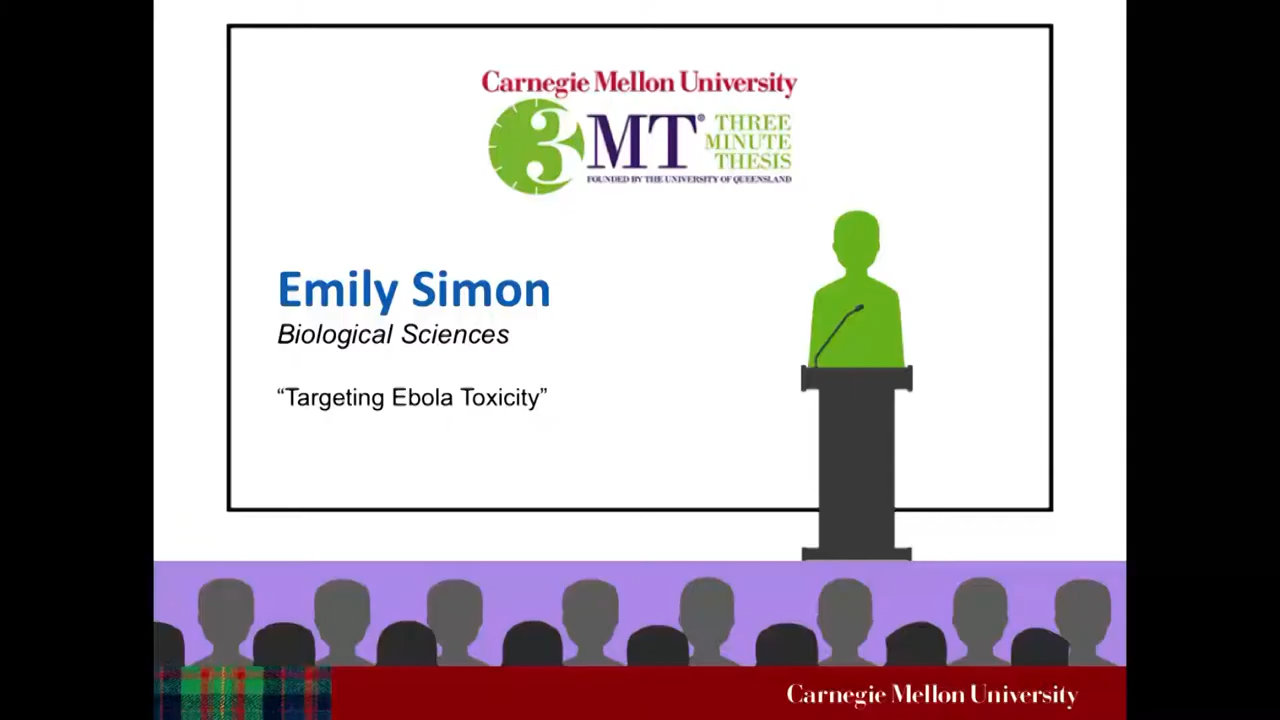 Carnegie Mellon University
3MT® THREE
MINUTE
THESIS
FOUNDED BY THE UNIVERSITY OF QUEENSLAND
Emily Simon
Biological Sciences
“Targeting Ebola Toxicity”
Carnegie Mellon University